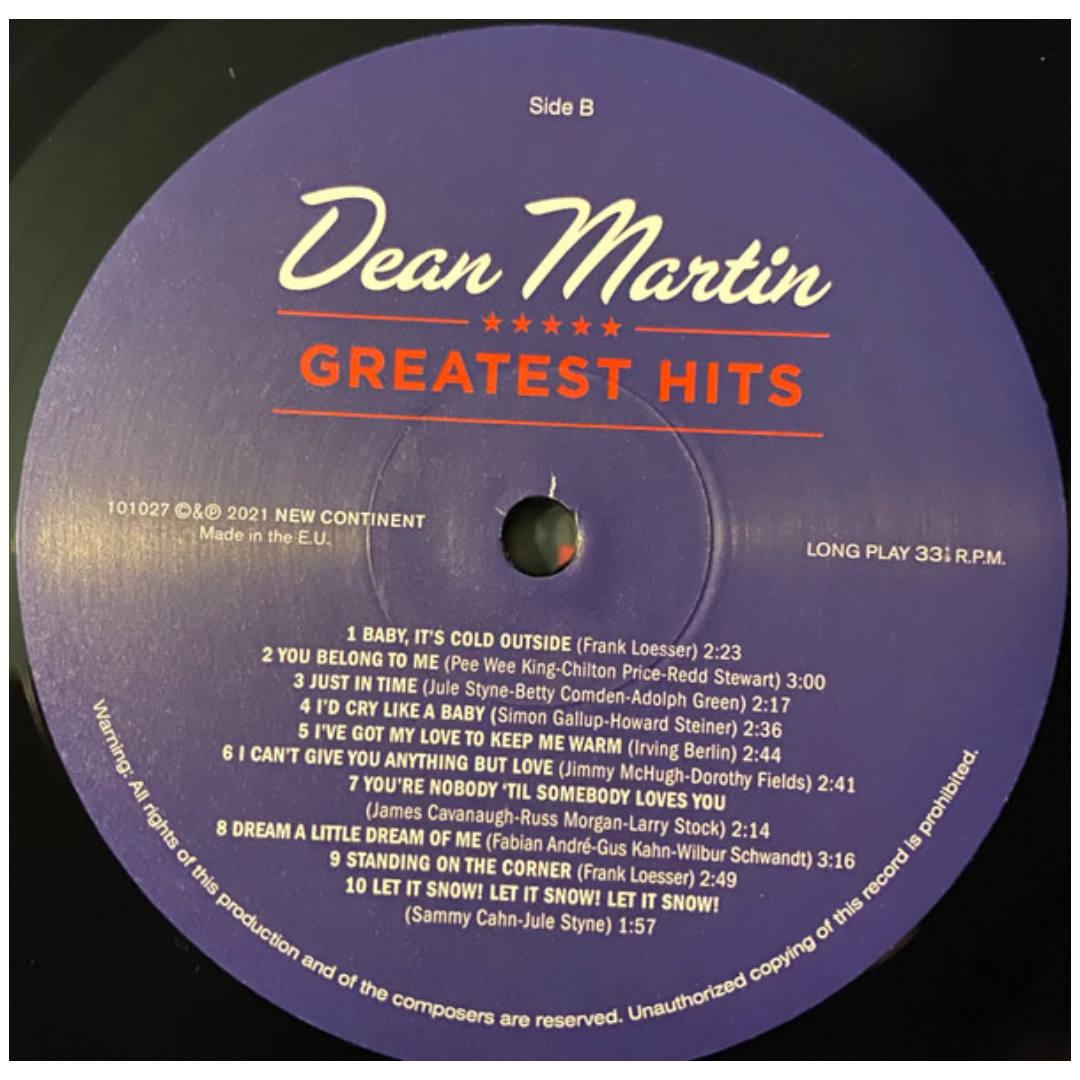 Side B
Dean Martin
★★★★★
GREATEST HITS
101027 ©&℗ 2021 NEW CONTINENT
Made in the E.U.
LONG PLAY 33⅓ R.P.M.
1 BABY, IT'S COLD OUTSIDE (Frank Loesser) 2:23
2 YOU BELONG TO ME (Pee Wee King-Chilton Price-Redd Stewart) 3:00
3 JUST IN TIME (Jule Styne-Betty Comden-Adolph Green) 2:17
4 I'D CRY LIKE A BABY (Simon Gallup-Howard Steiner) 2:36
5 I'VE GOT MY LOVE TO KEEP ME WARM (Irving Berlin) 2:44
6 I CAN'T GIVE YOU ANYTHING BUT LOVE (Jimmy McHugh-Dorothy Fields) 2:41
7 YOU'RE NOBODY 'TIL SOMEBODY LOVES YOU
(James Cavanaugh-Russ Morgan-Larry Stock) 2:14
8 DREAM A LITTLE DREAM OF ME (Fabian André-Gus Kahn-Wilbur Schwandt) 3:16
9 STANDING ON THE CORNER (Frank Loesser) 2:49
10 LET IT SNOW! LET IT SNOW! LET IT SNOW!
(Sammy Cahn-Jule Styne) 1:57
Warning: All rights of this production and of the composers are reserved. Unauthorized copying of this record is prohibited.